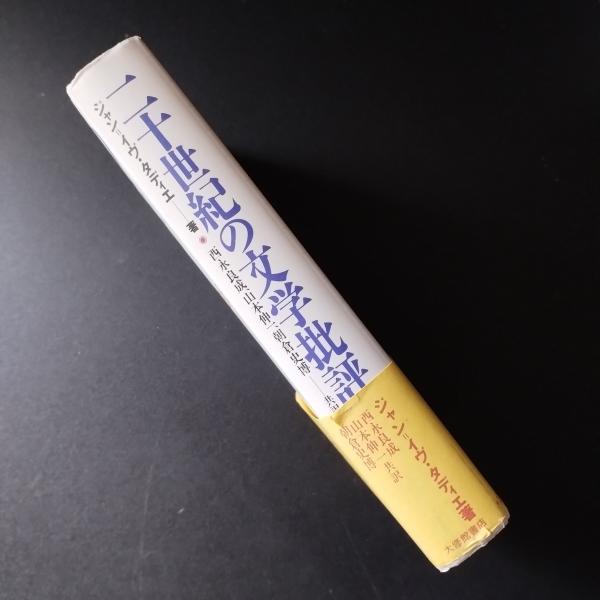 二十世紀の文学批評
ジャン=イヴ・タディエ 著
西永良成、山本伸一、朝倉史博 共訳
ジャン=イヴ・タディエ著
西永良成
山本伸一
朝倉史博 共訳
大修館書店